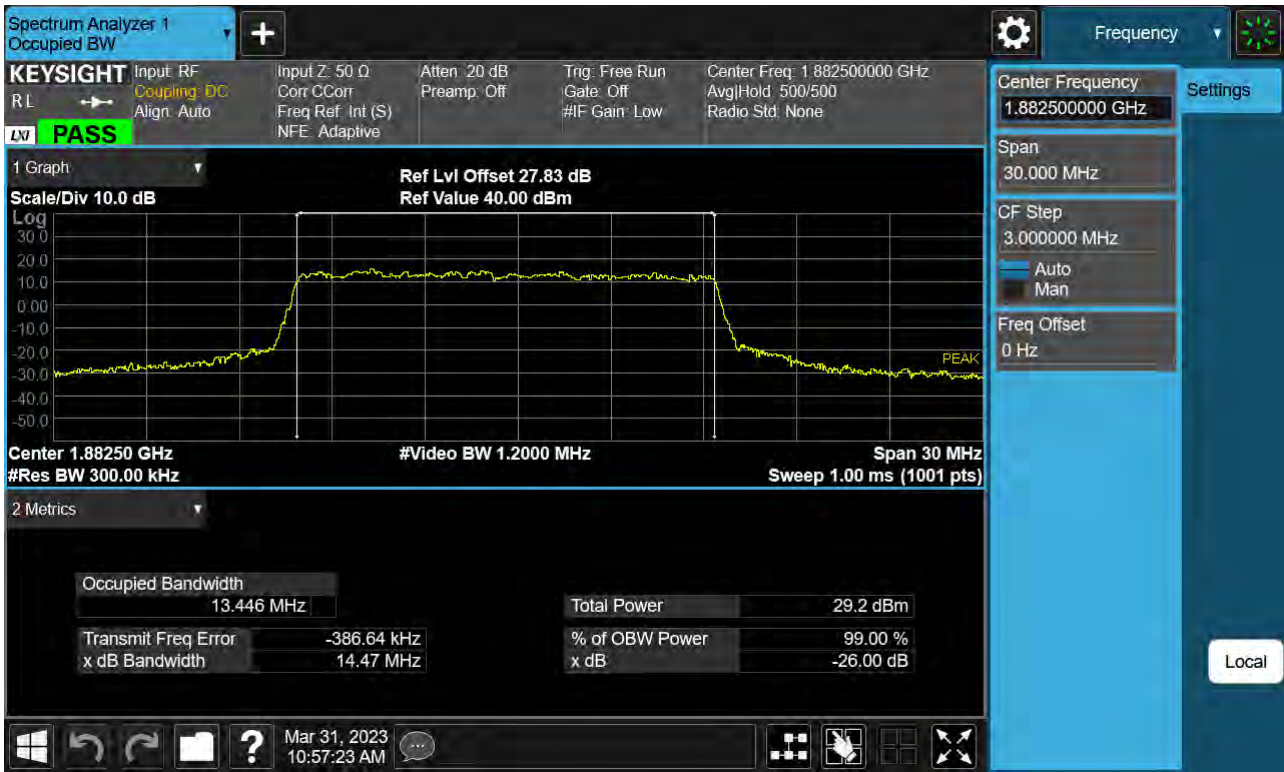 Spectrum Analyzer 1
Occupied BW
Frequency
KEYSIGHT
RL
LXI
PASS
Input: RF
Coupling: DC
Align: Auto
Input Z: 50 Ω
Corr CCorr
Freq Ref: Int (S)
NFE: Adaptive
Atten: 20 dB
Preamp: Off
Trig: Free Run
Gate: Off
#IF Gain: Low
Center Freq: 1.882500000 GHz
Avg|Hold: 500/500
Radio Std: None
Center Frequency
1.882500000 GHz
Settings
Span
30.000 MHz
CF Step
3.000000 MHz
Auto
Man
Freq Offset
0 Hz
1 Graph
Scale/Div 10.0 dB
Ref Lvl Offset 27.83 dB
Ref Value 40.00 dBm
Log
30.0
20.0
10.0
0.00
-10.0
-20.0
-30.0
-40.0
-50.0
PEAK
Center 1.88250 GHz
#Res BW 300.00 kHz
#Video BW 1.2000 MHz
Span 30 MHz
Sweep 1.00 ms (1001 pts)
2 Metrics
Occupied Bandwidth
13.446 MHz
Transmit Freq Error -386.64 kHz
x dB Bandwidth 14.47 MHz
Total Power 29.2 dBm
% of OBW Power 99.00 %
x dB -26.00 dB
Local
?
Mar 31, 2023
10:57:23 AM